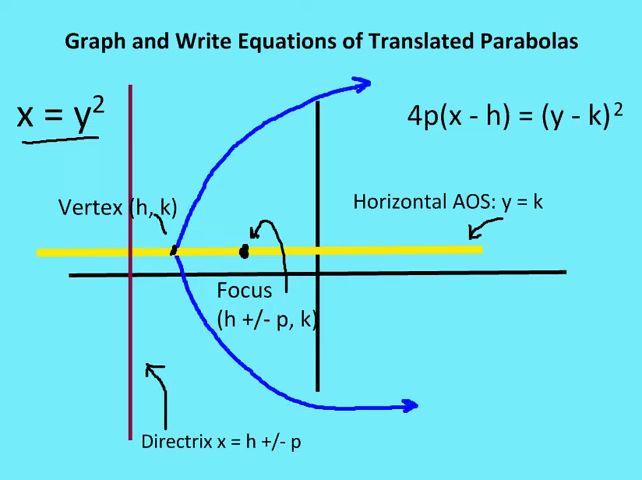 Graph and Write Equations of Translated Parabolas
x = y²
4p(x - h) = (y - k)²
Vertex (h, k)
Horizontal AOS: y = k
Focus
(h +/- p, k)
Directrix x = h +/- p